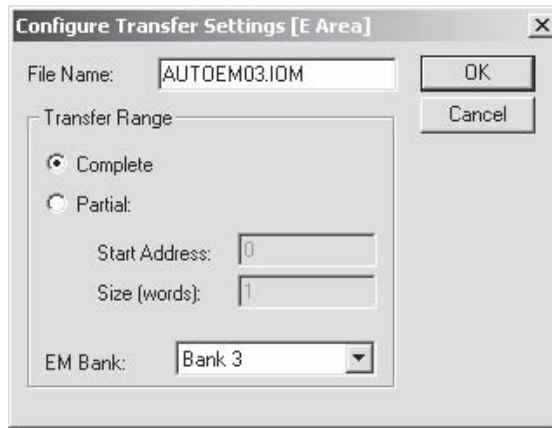 Configure Transfer Settings [E Area]
File Name: AUTOEM03.IOM OK
Transfer Range Cancel
Complete
Partial:
Start Address: 0
Size (words): 1
EM Bank: Bank 3